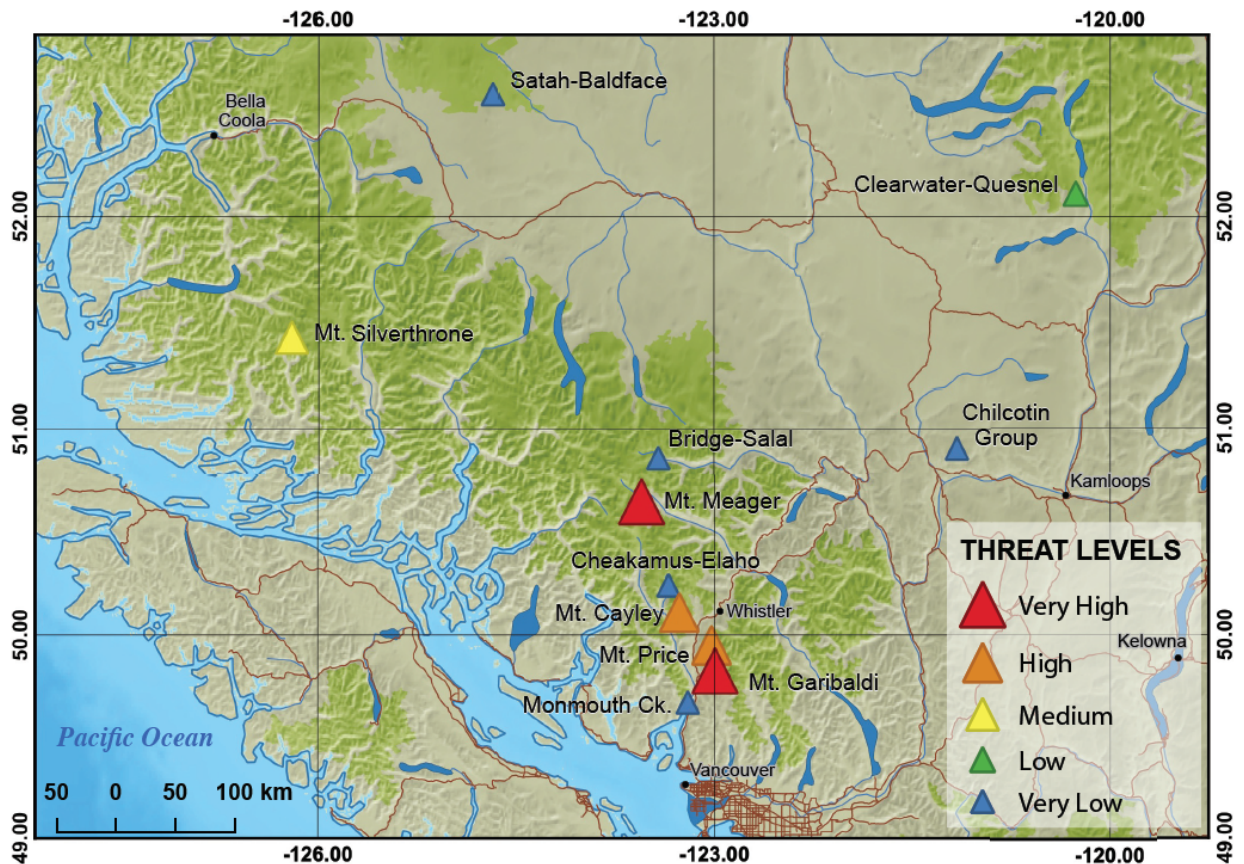 -126.00
-123.00
-120.00
Satah-Baldface
Bella
Coola
Clearwater-Quesnel
52.00
52.00
Mt. Silverthrone
Chilcotin
Group
51.00
51.00
Bridge-Salal
Kamloops
Mt. Meager
THREAT LEVELS
Cheakamus-Elaho
Very High
Mt. Cayley
Whistler
50.00
50.00
Kelowna
Mt. Price
High
Mt. Garibaldi
Monmouth Ck.
Medium
Pacific Ocean
Low
Vancouver
50 0 50 100 km
Very Low
49.00
49.00
-126.00
-123.00
-120.00